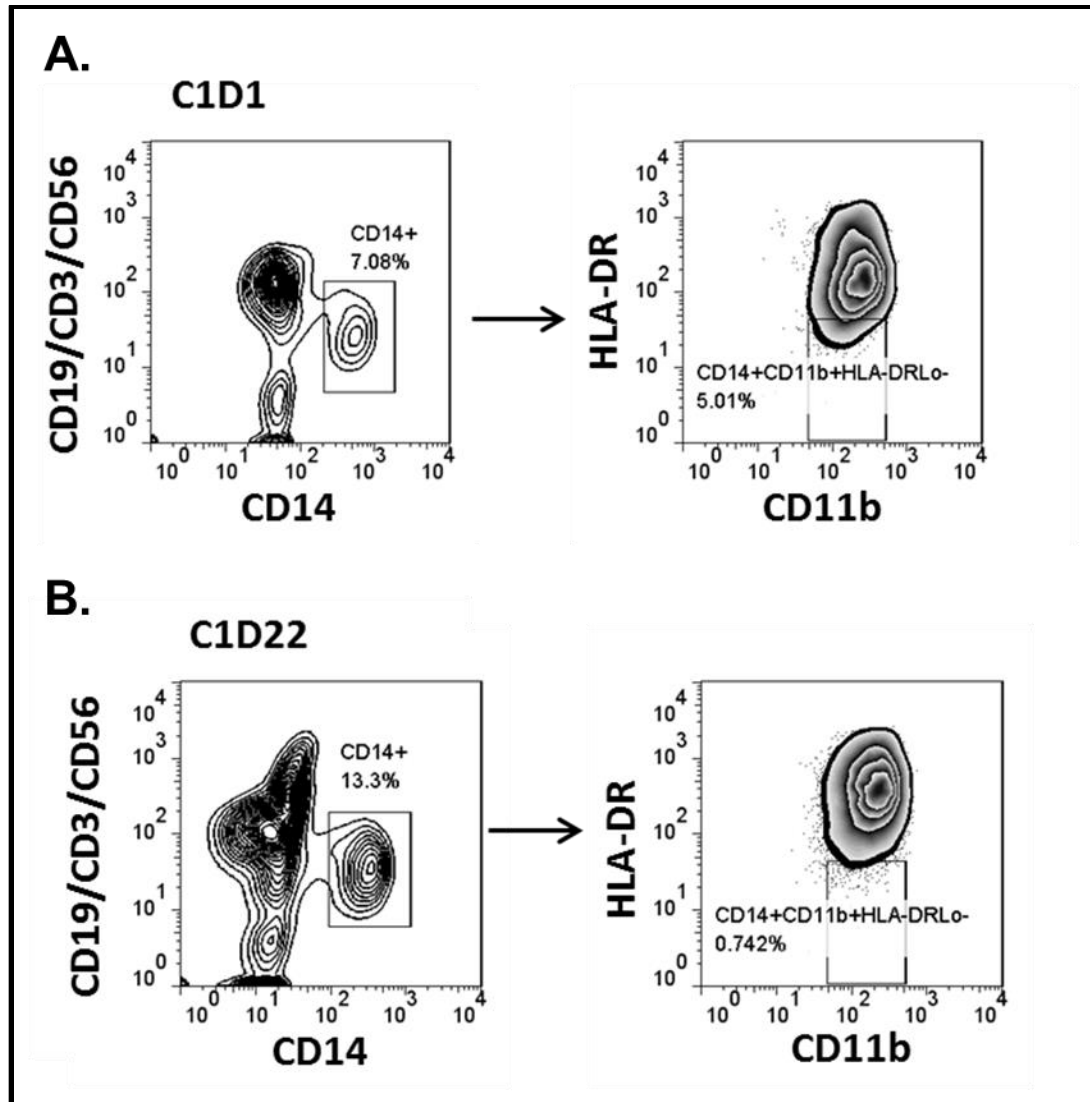 A.
C1D1
CD19/CD3/CD56
10^4
10^3
10^2
10^1
10^0
CD14+
7.08%
10^0 10^1 10^2 10^3 10^4
CD14
HLA-DR
10^4
10^3
10^2
10^1
10^0
CD14+CD11b+HLA-DRLo-
5.01%
10^0 10^1 10^2 10^3 10^4
CD11b
B.
C1D22
CD19/CD3/CD56
10^4
10^3
10^2
10^1
10^0
CD14+
13.3%
10^0 10^1 10^2 10^3 10^4
CD14
HLA-DR
10^4
10^3
10^2
10^1
10^0
CD14+CD11b+HLA-DRLo-
0.742%
10^0 10^1 10^2 10^3 10^4
CD11b